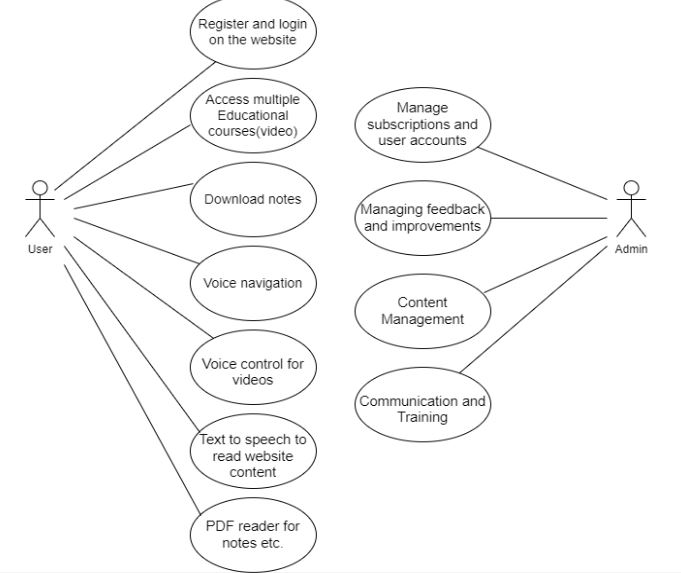 Register and login
on the website
Access multiple
Educational
courses(video)
Download notes
Voice navigation
Voice control for
videos
Text to speech to
read website
content
PDF reader for
notes etc.
User
Manage
subscriptions and
user accounts
Managing feedback
and improvements
Content
Management
Communication and
Training
Admin